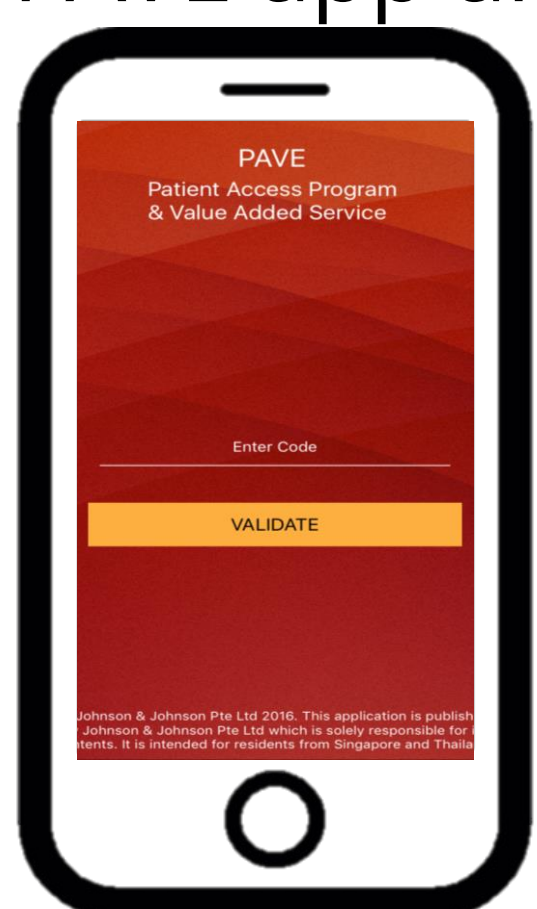 app
PAVE
Patient Access Program
& Value Added Service
Enter Code
VALIDATE
Johnson & Johnson Pte Ltd 2016. This application is publish
Johnson & Johnson Pte Ltd which is solely responsible for
tents. It is intended for residents from Singapore and Thaila